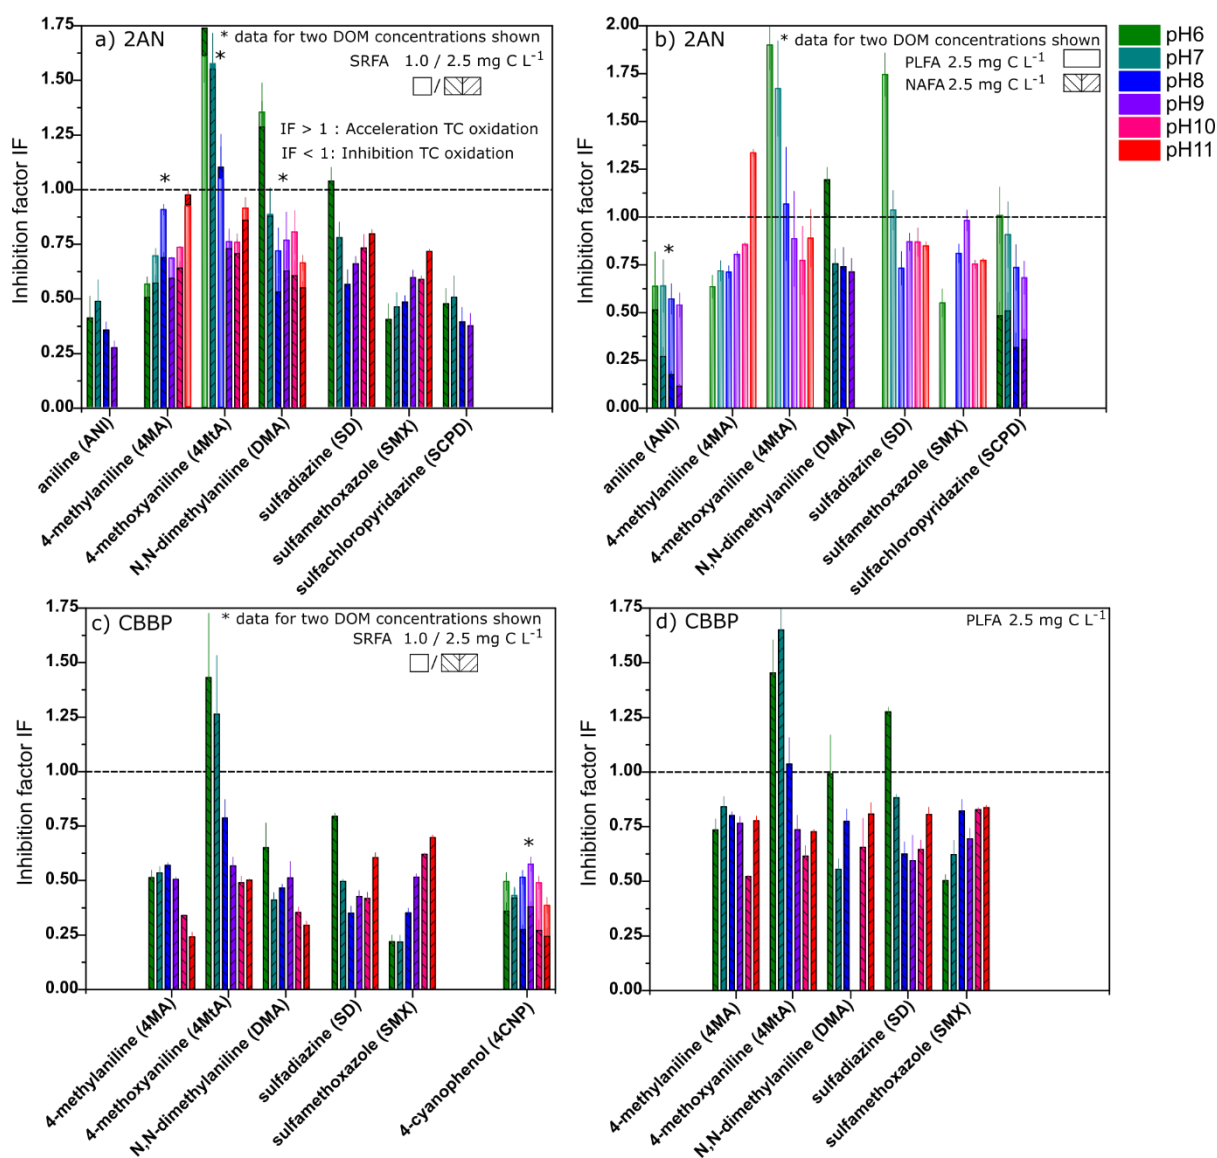 a) 2AN
* data for two DOM concentrations shown
SRFA 1.0 / 2.5 mg C L⁻¹
/
IF > 1 : Acceleration TC oxidation
IF < 1: Inhibition TC oxidation
*
*
*
Inhibition factor IF
1.75
1.50
1.25
1.00
0.75
0.50
0.25
0.00
aniline (ANI)
4-methylaniline (4MA)
4-methoxyaniline (4MtA)
N,N-dimethylaniline (DMA)
sulfadiazine (SD)
sulfamethoxazole (SMX)
sulfachloropyridazine (SCPD)
b) 2AN
* data for two DOM concentrations shown
PLFA 2.5 mg C L⁻¹
NAFA 2.5 mg C L⁻¹
*
Inhibition factor IF
2.00
1.75
1.50
1.25
1.00
0.75
0.50
0.25
0.00
aniline (ANI)
4-methylaniline (4MA)
4-methoxyaniline (4MtA)
N,N-dimethylaniline (DMA)
sulfadiazine (SD)
sulfamethoxazole (SMX)
sulfachloropyridazine (SCPD)
pH6
pH7
pH8
pH9
pH10
pH11
c) CBBP
* data for two DOM concentrations shown
SRFA 1.0 / 2.5 mg C L⁻¹
/
*
Inhibition factor IF
1.75
1.50
1.25
1.00
0.75
0.50
0.25
0.00
4-methylaniline (4MA)
4-methoxyaniline (4MtA)
N,N-dimethylaniline (DMA)
sulfadiazine (SD)
sulfamethoxazole (SMX)
4-cyanophenol (4CNP)
d) CBBP
PLFA 2.5 mg C L⁻¹
Inhibition factor IF
1.75
1.50
1.25
1.00
0.75
0.50
0.25
0.00
4-methylaniline (4MA)
4-methoxyaniline (4MtA)
N,N-dimethylaniline (DMA)
sulfadiazine (SD)
sulfamethoxazole (SMX)